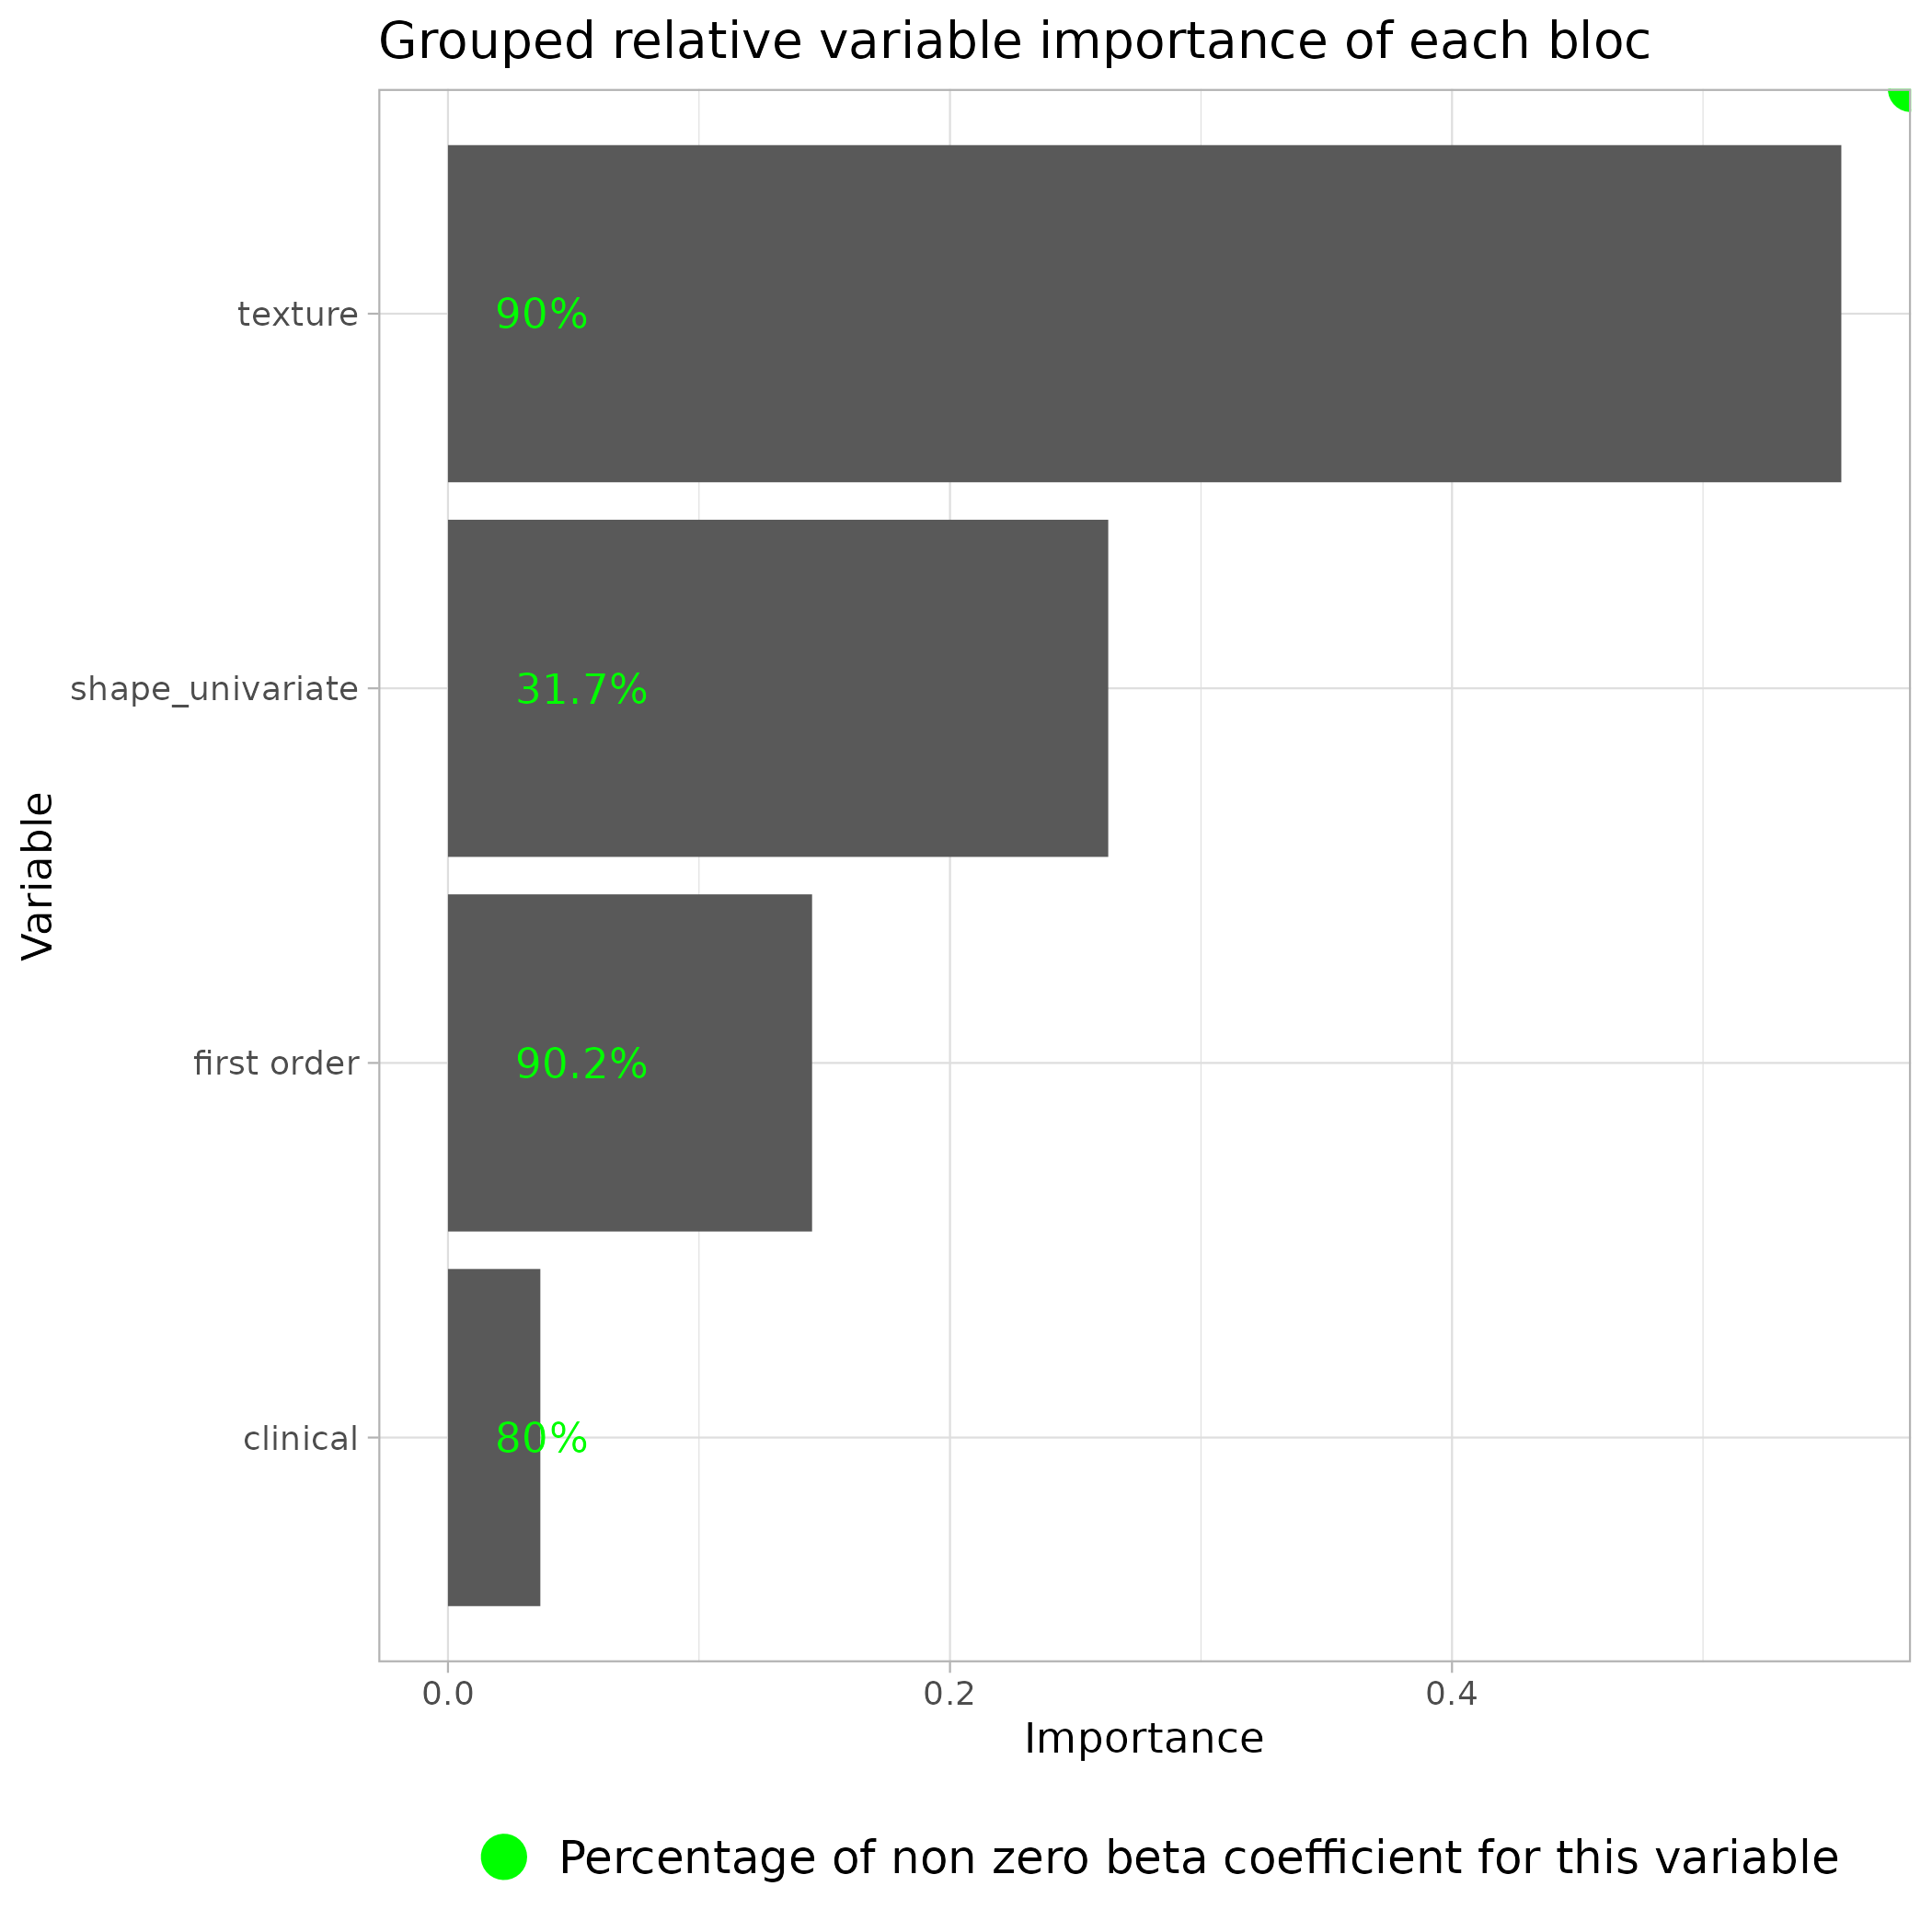 Grouped relative variable importance of each bloc
texture
90%
shape_univariate
31.7%
first order
90.2%
clinical
80%
Variable
0.0
0.2
0.4
Importance
Percentage of non zero beta coefficient for this variable